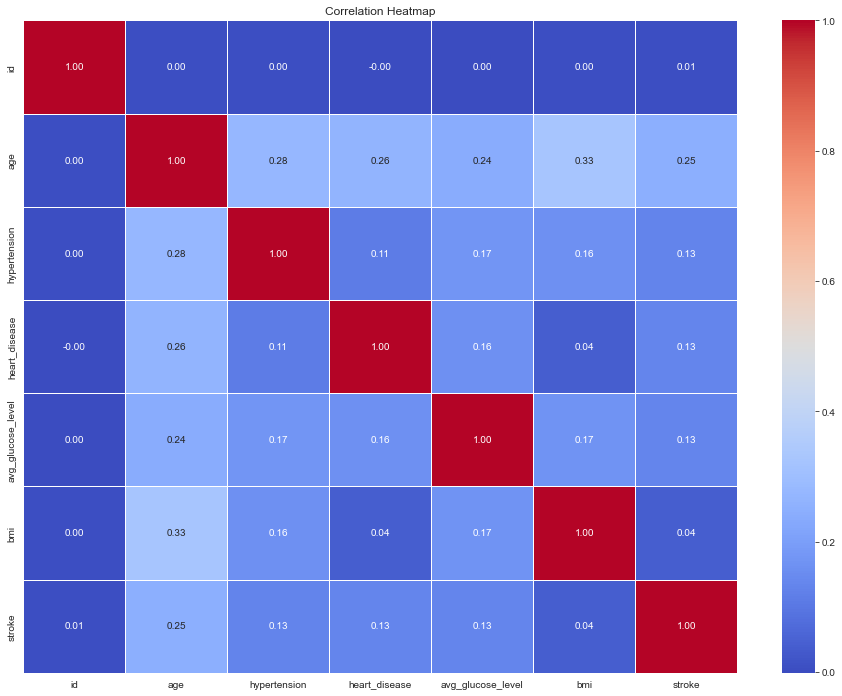 Correlation Heatmap
id 1.00 0.00 0.00 -0.00 0.00 0.00 0.01
age 0.00 1.00 0.28 0.26 0.24 0.33 0.25
hypertension 0.00 0.28 1.00 0.11 0.17 0.16 0.13
heart_disease -0.00 0.26 0.11 1.00 0.16 0.04 0.13
avg_glucose_level 0.00 0.24 0.17 0.16 1.00 0.17 0.13
bmi 0.00 0.33 0.16 0.04 0.17 1.00 0.04
stroke 0.01 0.25 0.13 0.13 0.13 0.04 1.00
id age hypertension heart_disease avg_glucose_level bmi stroke
1.0
0.8
0.6
0.4
0.2
0.0